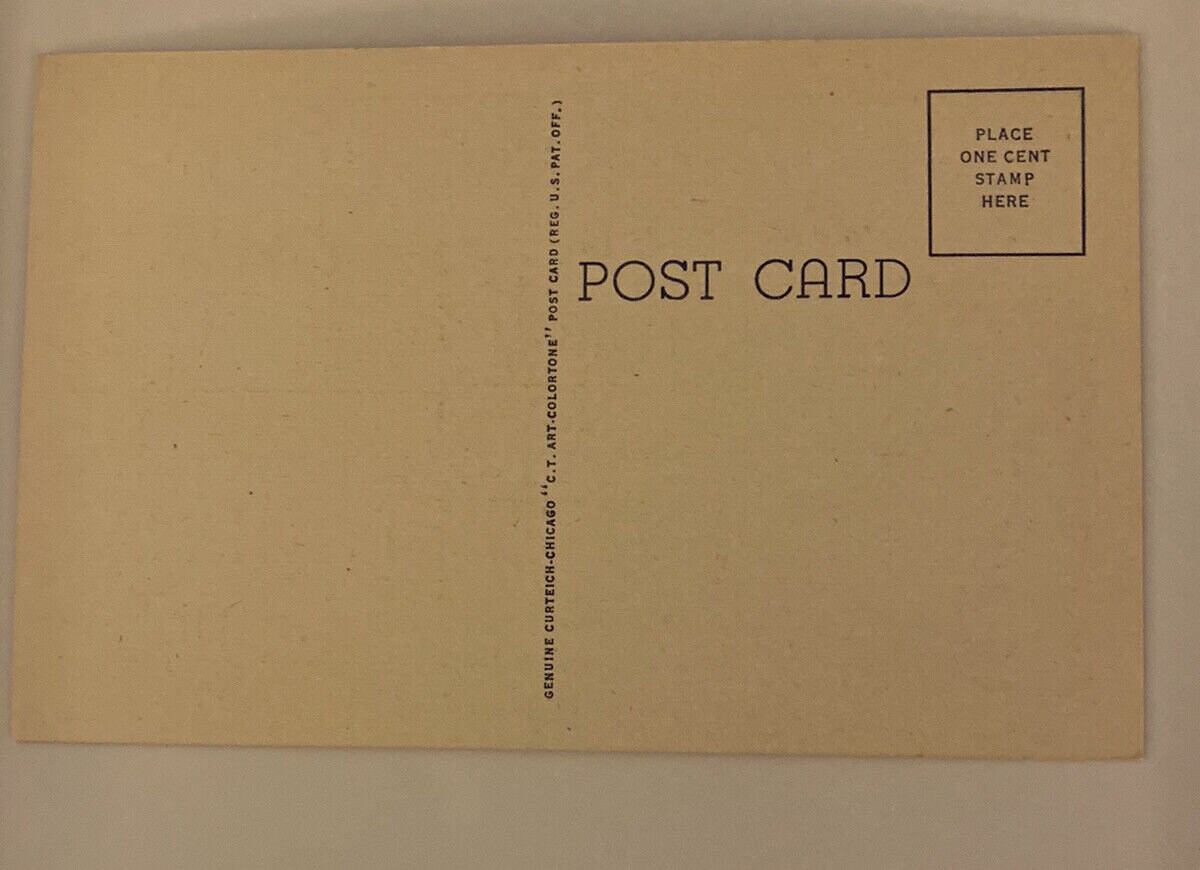 PLACE
ONE CENT
STAMP
HERE
POST CARD
GENUINE CURTEICH-CHICAGO "C.T. ART-COLORTONE" POST CARD (REG. U.S. PAT. OFF.)